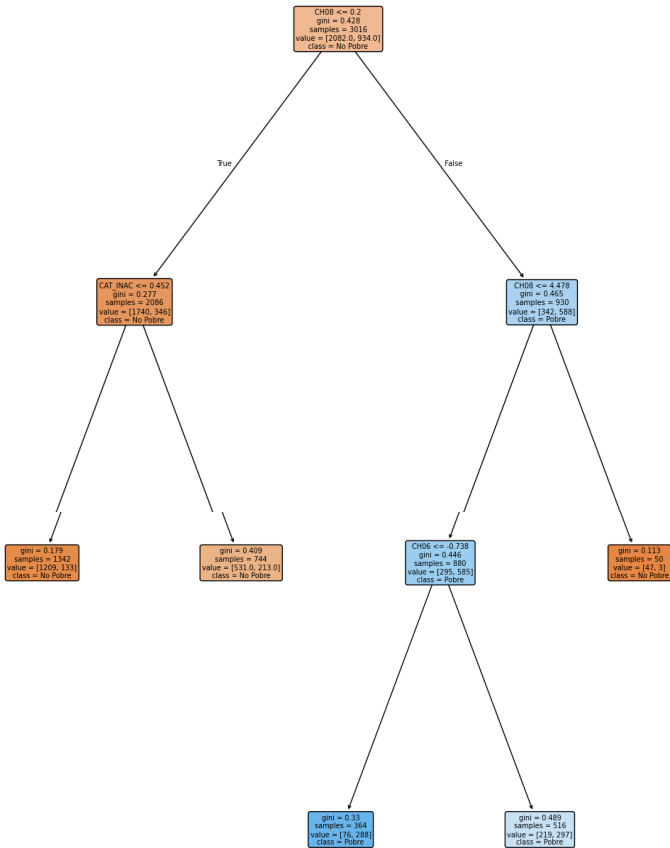 CH08 <= 0.2
gini = 0.428
samples = 3016
value = [2082.0, 934.0]
class = No Pobre
True
False
CAT_INAC <= 0.452
gini = 0.277
samples = 2086
value = [1740, 346]
class = No Pobre
CH08 <= 4.478
gini = 0.465
samples = 930
value = [342, 588]
class = Pobre
gini = 0.179
samples = 1342
value = [1209, 133]
class = No Pobre
gini = 0.409
samples = 744
value = [531.0, 213.0]
class = No Pobre
CH06 <= -0.738
gini = 0.446
samples = 880
value = [295, 585]
class = Pobre
gini = 0.113
samples = 50
value = [47, 3]
class = No Pobre
gini = 0.33
samples = 364
value = [76, 288]
class = Pobre
gini = 0.489
samples = 516
value = [219, 297]
class = Pobre